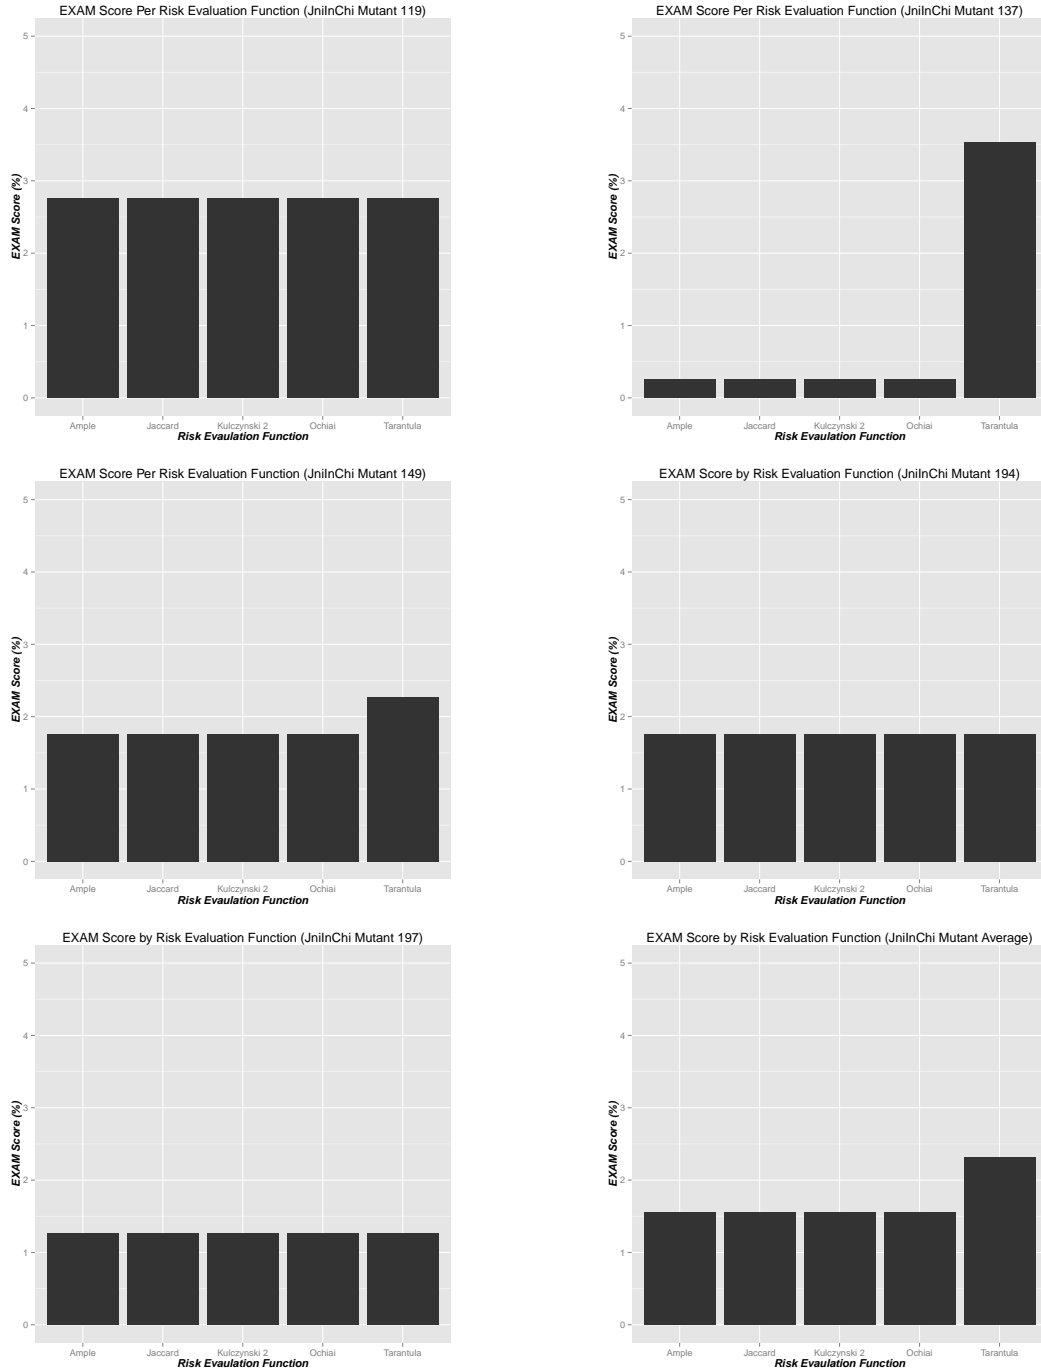 EXAM Score Per Risk Evaluation Function (JniInChi Mutant 119)
5
4
3
2
1
0
EXAM Score (%)
Ample Jaccard Kulczynski 2 Ochiai Tarantula
Risk Evaulation Function
EXAM Score Per Risk Evaluation Function (JniInChi Mutant 137)
5
4
3
2
1
0
EXAM Score (%)
Ample Jaccard Kulczynski 2 Ochiai Tarantula
Risk Evaulation Function
EXAM Score Per Risk Evaluation Function (JniInChi Mutant 149)
5
4
3
2
1
0
EXAM Score (%)
Ample Jaccard Kulczynski 2 Ochiai Tarantula
Risk Evaulation Function
EXAM Score by Risk Evaluation Function (JniInChi Mutant 194)
5
4
3
2
1
0
EXAM Score (%)
Ample Jaccard Kulczynski 2 Ochiai Tarantula
Risk Evaulation Function
EXAM Score by Risk Evaluation Function (JniInChi Mutant 197)
5
4
3
2
1
0
EXAM Score (%)
Ample Jaccard Kulczynski 2 Ochiai Tarantula
Risk Evaulation Function
EXAM Score by Risk Evaluation Function (JniInChi Mutant Average)
5
4
3
2
1
0
EXAM Score (%)
Ample Jaccard Kulczynski 2 Ochiai Tarantula
Risk Evaulation Function